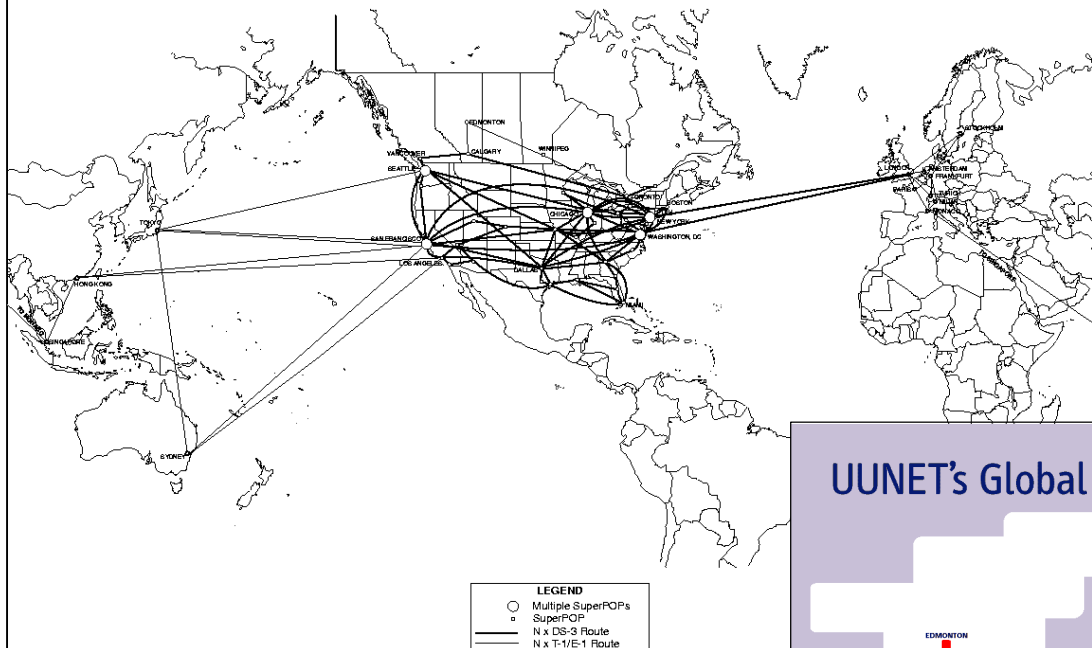 EDMONTON
STOCKHOLM
WINNIPEG
VANCOUVER
CALGARY
SEATTLE
LONDON
AMSTERDAM
FRANKFURT
PARIS
TORONTO
BOSTON
CHICAGO
NEW YORK
MONACO
TOKYO
SAN FRANCISCO
WASHINGTON, DC
LOS ANGELES
DALLAS
HONG KONG
MIAMI
SINGAPORE
SYDNEY
UUNET's Global
LEGEND
Multiple SuperPOPs
SuperPOP
N x DS-3 Route
N x T-1/E-1 Route
EDMONTON